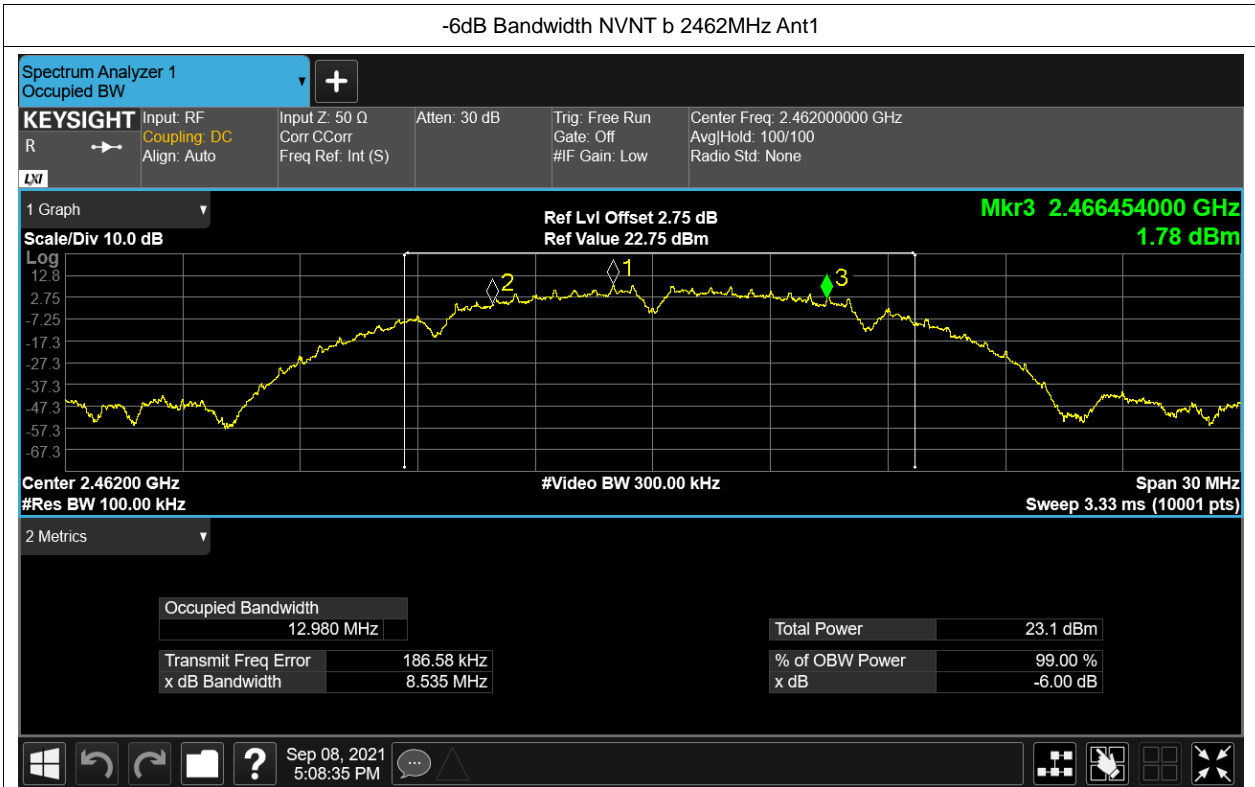 -6dB Bandwidth NVNT b 2462MHz Ant1
Spectrum Analyzer 1
Occupied BW
KEYSIGHT
R
LXI
Input: RF
Coupling: DC
Align: Auto
Input Z: 50 Ω
Corr CCorr
Freq Ref: Int (S)
Atten: 30 dB
Trig: Free Run
Gate: Off
#IF Gain: Low
Center Freq: 2.462000000 GHz
Avg|Hold: 100/100
Radio Std: None
1 Graph
Scale/Div 10.0 dB
Ref Lvl Offset 2.75 dB
Ref Value 22.75 dBm
Mkr3 2.466454000 GHz
1.78 dBm
Log
12.8
2.75
-7.25
-17.3
-27.3
-37.3
-47.3
-57.3
-67.3
2
1
3
Center 2.46200 GHz
#Video BW 300.00 kHz
Span 30 MHz
#Res BW 100.00 kHz
Sweep 3.33 ms (10001 pts)
2 Metrics
Occupied Bandwidth
12.980 MHz
Total Power 23.1 dBm
Transmit Freq Error 186.58 kHz
% of OBW Power 99.00 %
x dB Bandwidth 8.535 MHz
x dB -6.00 dB
Sep 08, 2021
5:08:35 PM